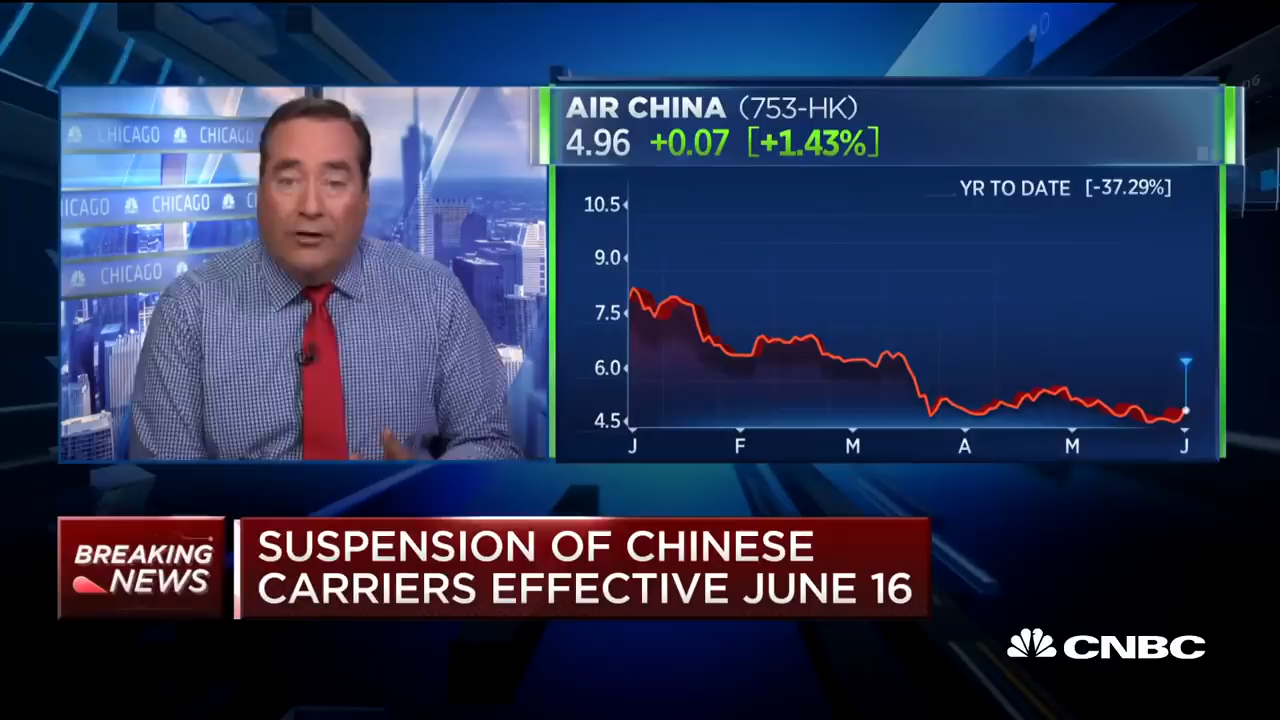 CHICAGO CHICAGO
CHICAGO CHICAGO
CHICAGO
AIR CHINA (753-HK)
4.96 +0.07 [+1.43%]
YR TO DATE [-37.29%]
10.5
9.0
7.5
6.0
4.5
J F M A M J
BREAKING
NEWS
SUSPENSION OF CHINESE
CARRIERS EFFECTIVE JUNE 16
CNBC